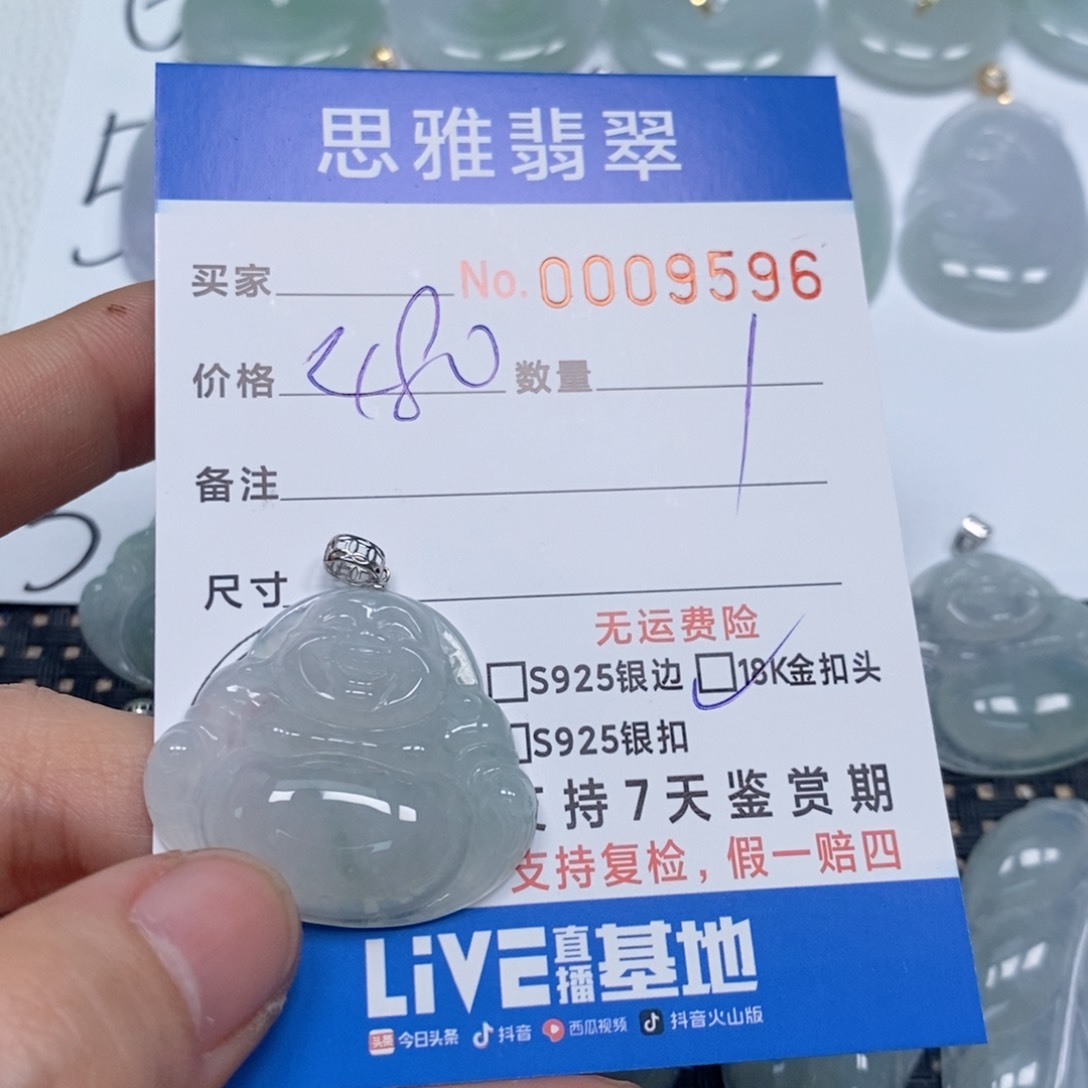 5
思雅翡翠
买家 No. 0009596
价格 2480 数量 1
备注
尺寸
无运费险
S925银边 18K金扣头
S925银扣
支持7天鉴赏期
支持复检，假一赔四
LiVE直播基地
头条 今日头条 抖音 西瓜视频 抖音火山版